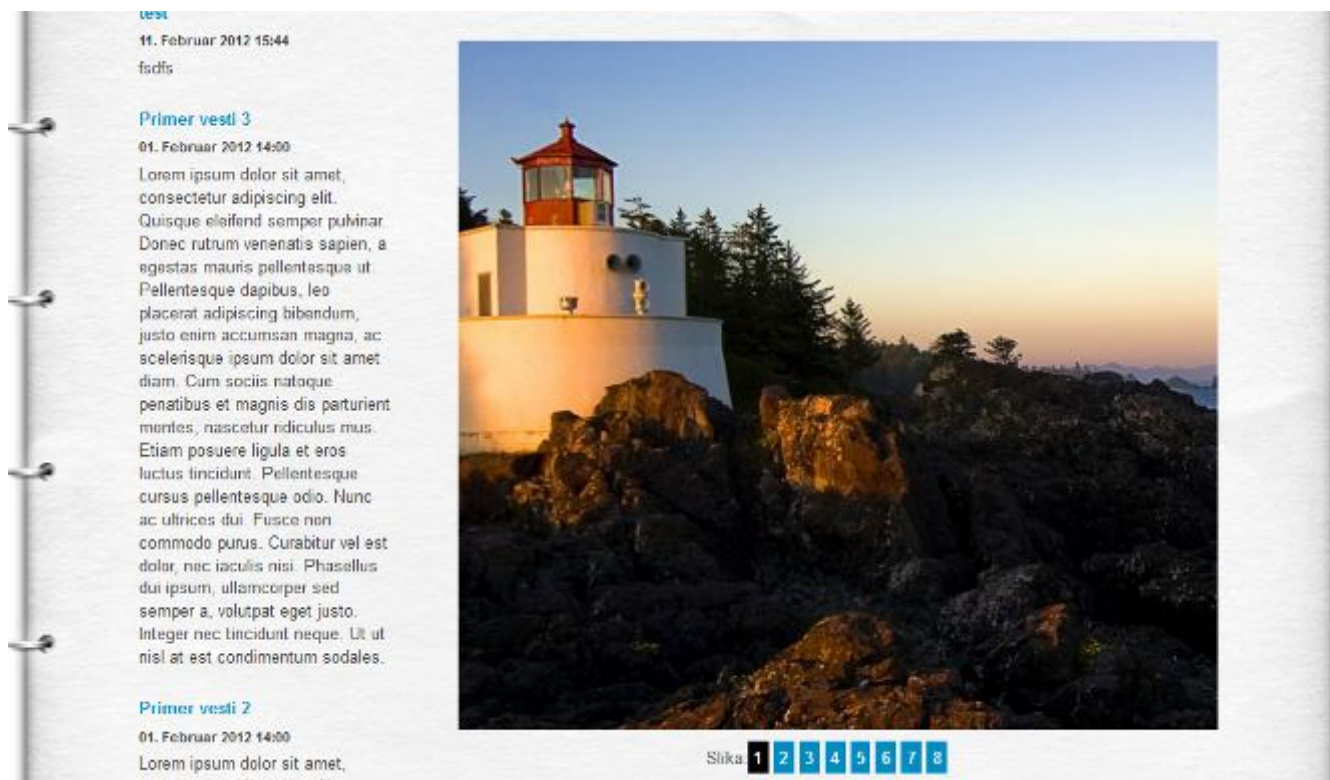 test
11. Februar 2012 15:44
fsdfs
Primer vesti 3
01. Februar 2012 14:00
Lorem ipsum dolor sit amet,
consectetur adipiscing elit.
Quisque eleifend semper pulvinar.
Donec rutrum venenatis sapien, a
egestas mauris pellentesque ut.
Pellentesque dapibus, leo
placerat adipiscing bibendum,
justo enim accumsan magna, ac
scelerisque ipsum dolor sit amet
diam. Cum sociis natoque
penatibus et magnis dis parturient
montes, nascetur ridiculus mus.
Etiam posuere ligula et eros
luctus tincidunt. Pellentesque
cursus pellentesque odio. Nunc
ac ultrices dui. Fusce non
commodo purus. Curabitur vel est
dolor, nec iaculis nisi. Phasellus
dui ipsum, ullamcorper sed
semper a, volutpat eget justo.
Integer nec tincidunt neque. Ut ut
nisl at est condimentum sodales.
Primer vesti 2
01. Februar 2012 14:00
Lorem ipsum dolor sit amet,
Slika: 1 2 3 4 5 6 7 8